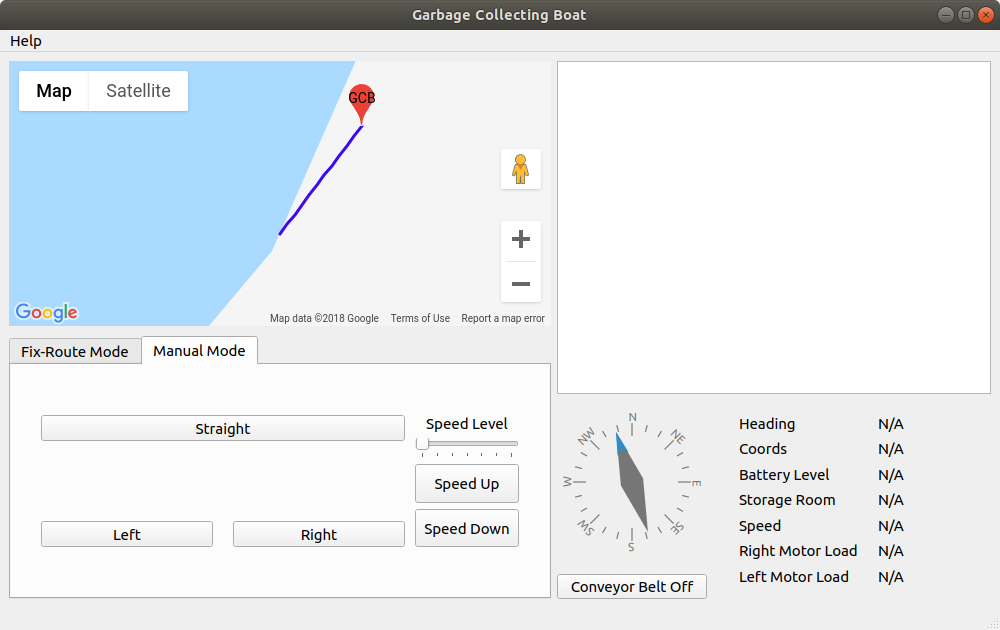 Garbage Collecting Boat
Help
Map Satellite
GCB
Google
Map data ©2018 Google Terms of Use Report a map error
Fix-Route Mode Manual Mode
Straight
Speed Level
Speed Up
Left Right Speed Down
N
NE
E
SE
S
SW
W
NW
Conveyor Belt Off
Heading N/A
Coords N/A
Battery Level N/A
Storage Room N/A
Speed N/A
Right Motor Load N/A
Left Motor Load N/A